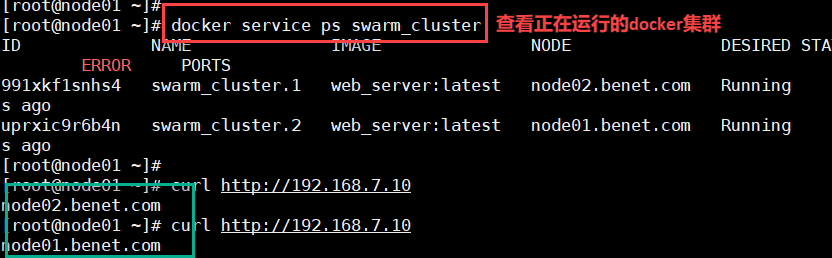 [root@node01 ~]#
[root@node01 ~]# docker service ps swarm_cluster 查看正在运行的docker集群
ID NAME IMAGE NODE DESIRED STA
ERROR PORTS
991xkf1snhs4 swarm_cluster.1 web_server:latest node02.benet.com Running
s ago
uprxic9r6b4n swarm_cluster.2 web_server:latest node01.benet.com Running
s ago
[root@node01 ~]#
[root@node01 ~]# curl http://192.168.7.10
node02.benet.com
[root@node01 ~]# curl http://192.168.7.10
node01.benet.com